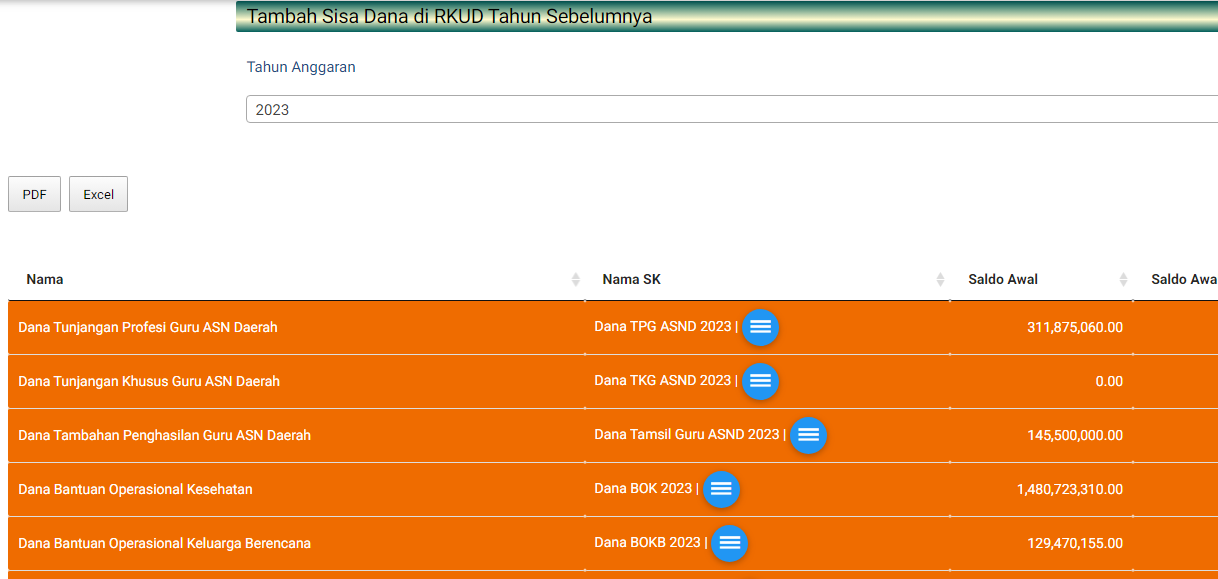 Tambah Sisa Dana di RKUD Tahun Sebelumnya
Tahun Anggaran
2023
PDF Excel
Nama Nama SK Saldo Awal Saldo Awa
Dana Tunjangan Profesi Guru ASN Daerah Dana TPG ASND 2023 | 311,875,060.00
Dana Tunjangan Khusus Guru ASN Daerah Dana TKG ASND 2023 | 0.00
Dana Tambahan Penghasilan Guru ASN Daerah Dana Tamsil Guru ASND 2023 | 145,500,000.00
Dana Bantuan Operasional Kesehatan Dana BOK 2023 | 1,480,723,310.00
Dana Bantuan Operasional Keluarga Berencana Dana BOKB 2023 | 129,470,155.00